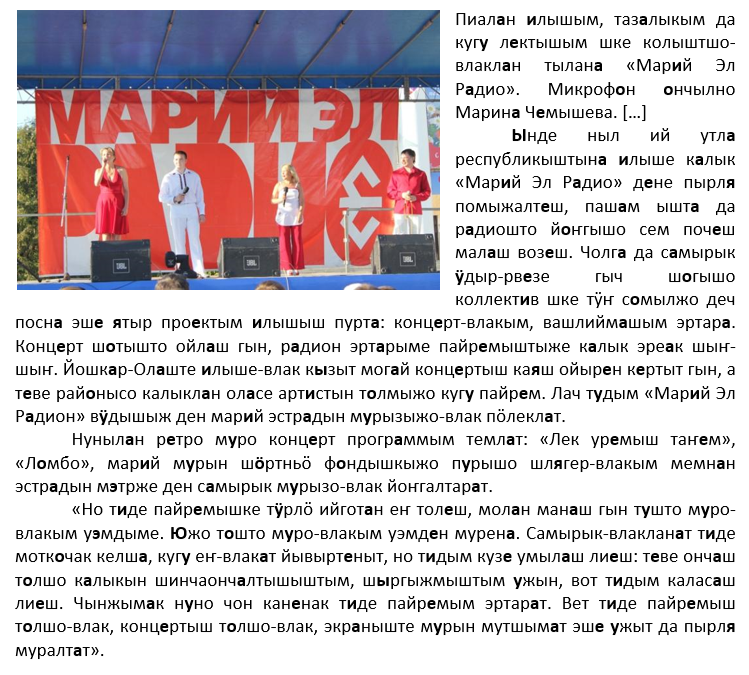 МАРИЙ ЭЛ
РАДИО
JBL
JBL
JBL
Пиалан илышым, тазалыкым да
кугу лектышым шке колыштшо-
влаклан тылана «Марий Эл
Радио». Микрофон ончылно
Марина Чемышева. […]
Ынде ныл ий утла
республикыштына илыше калык
«Марий Эл Радио» дене пырля
помыжалтеш, пашам ышта да
радиошто йоҥгышо сем почеш
малаш возеш. Чолга да самырык
ӱдыр-рвезе гыч шогышо
коллектив шке тӱҥ сомылжо деч
посна эше ятыр проектым илышыш пурта: концерт-влакым, вашлиймашым эртара.
Концерт шотышто ойлаш гын, радион эртарыме пайремыштыже калык эреак шыҥ-
шыҥ. Йошкар-Олаште илыше-влак кызыт могай концертыш каяш ойырен кертыт гын, а
теве районысо калыклан оласе артистын толмыжо кугу пайрем. Лач тудым «Марий Эл
Радион» вӱдышыж ден марий эстрадын мурызыжо-влак пӧлеклат.
Нунылан ретро муро концерт программым темлат: «Лек уремыш таҥем»,
«Ломбо», марий мурын шӧртньӧ фондышкыжо пурышо шлягер-влакым мемнан
эстрадын мэтрже ден самырык мурызо-влак йоҥгалтарат.
«Но тиде пайремышке тӱрлӧ ийготан еҥ толеш, молан манаш гын тушто муро-
влакым уэмдыме. Южо тошто муро-влакым уэмден мурена. Самырык-влакланат тиде
моткочак келша, кугу еҥ-влакат йывыртеныт, но тидым кузе умылаш лиеш: теве ончаш
толшо калыкын шинчаончалтышыштым, шыргыжмыштым ужын, вот тидым каласаш
лиеш. Чынжымак нуно чон каненак тиде пайремым эртарат. Вет тиде пайремыш
толшо-влак, концертыш толшо-влак, экраныште мурын мутшымат эше ужыт да пырля
муралтат».